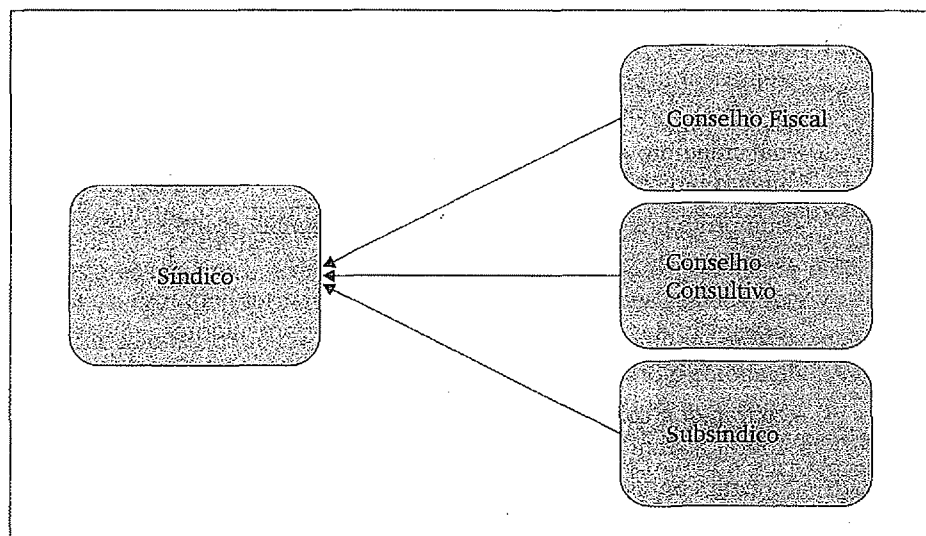 Conselho Fiscal
Síndico
Conselho
Consultivo
Subsíndico